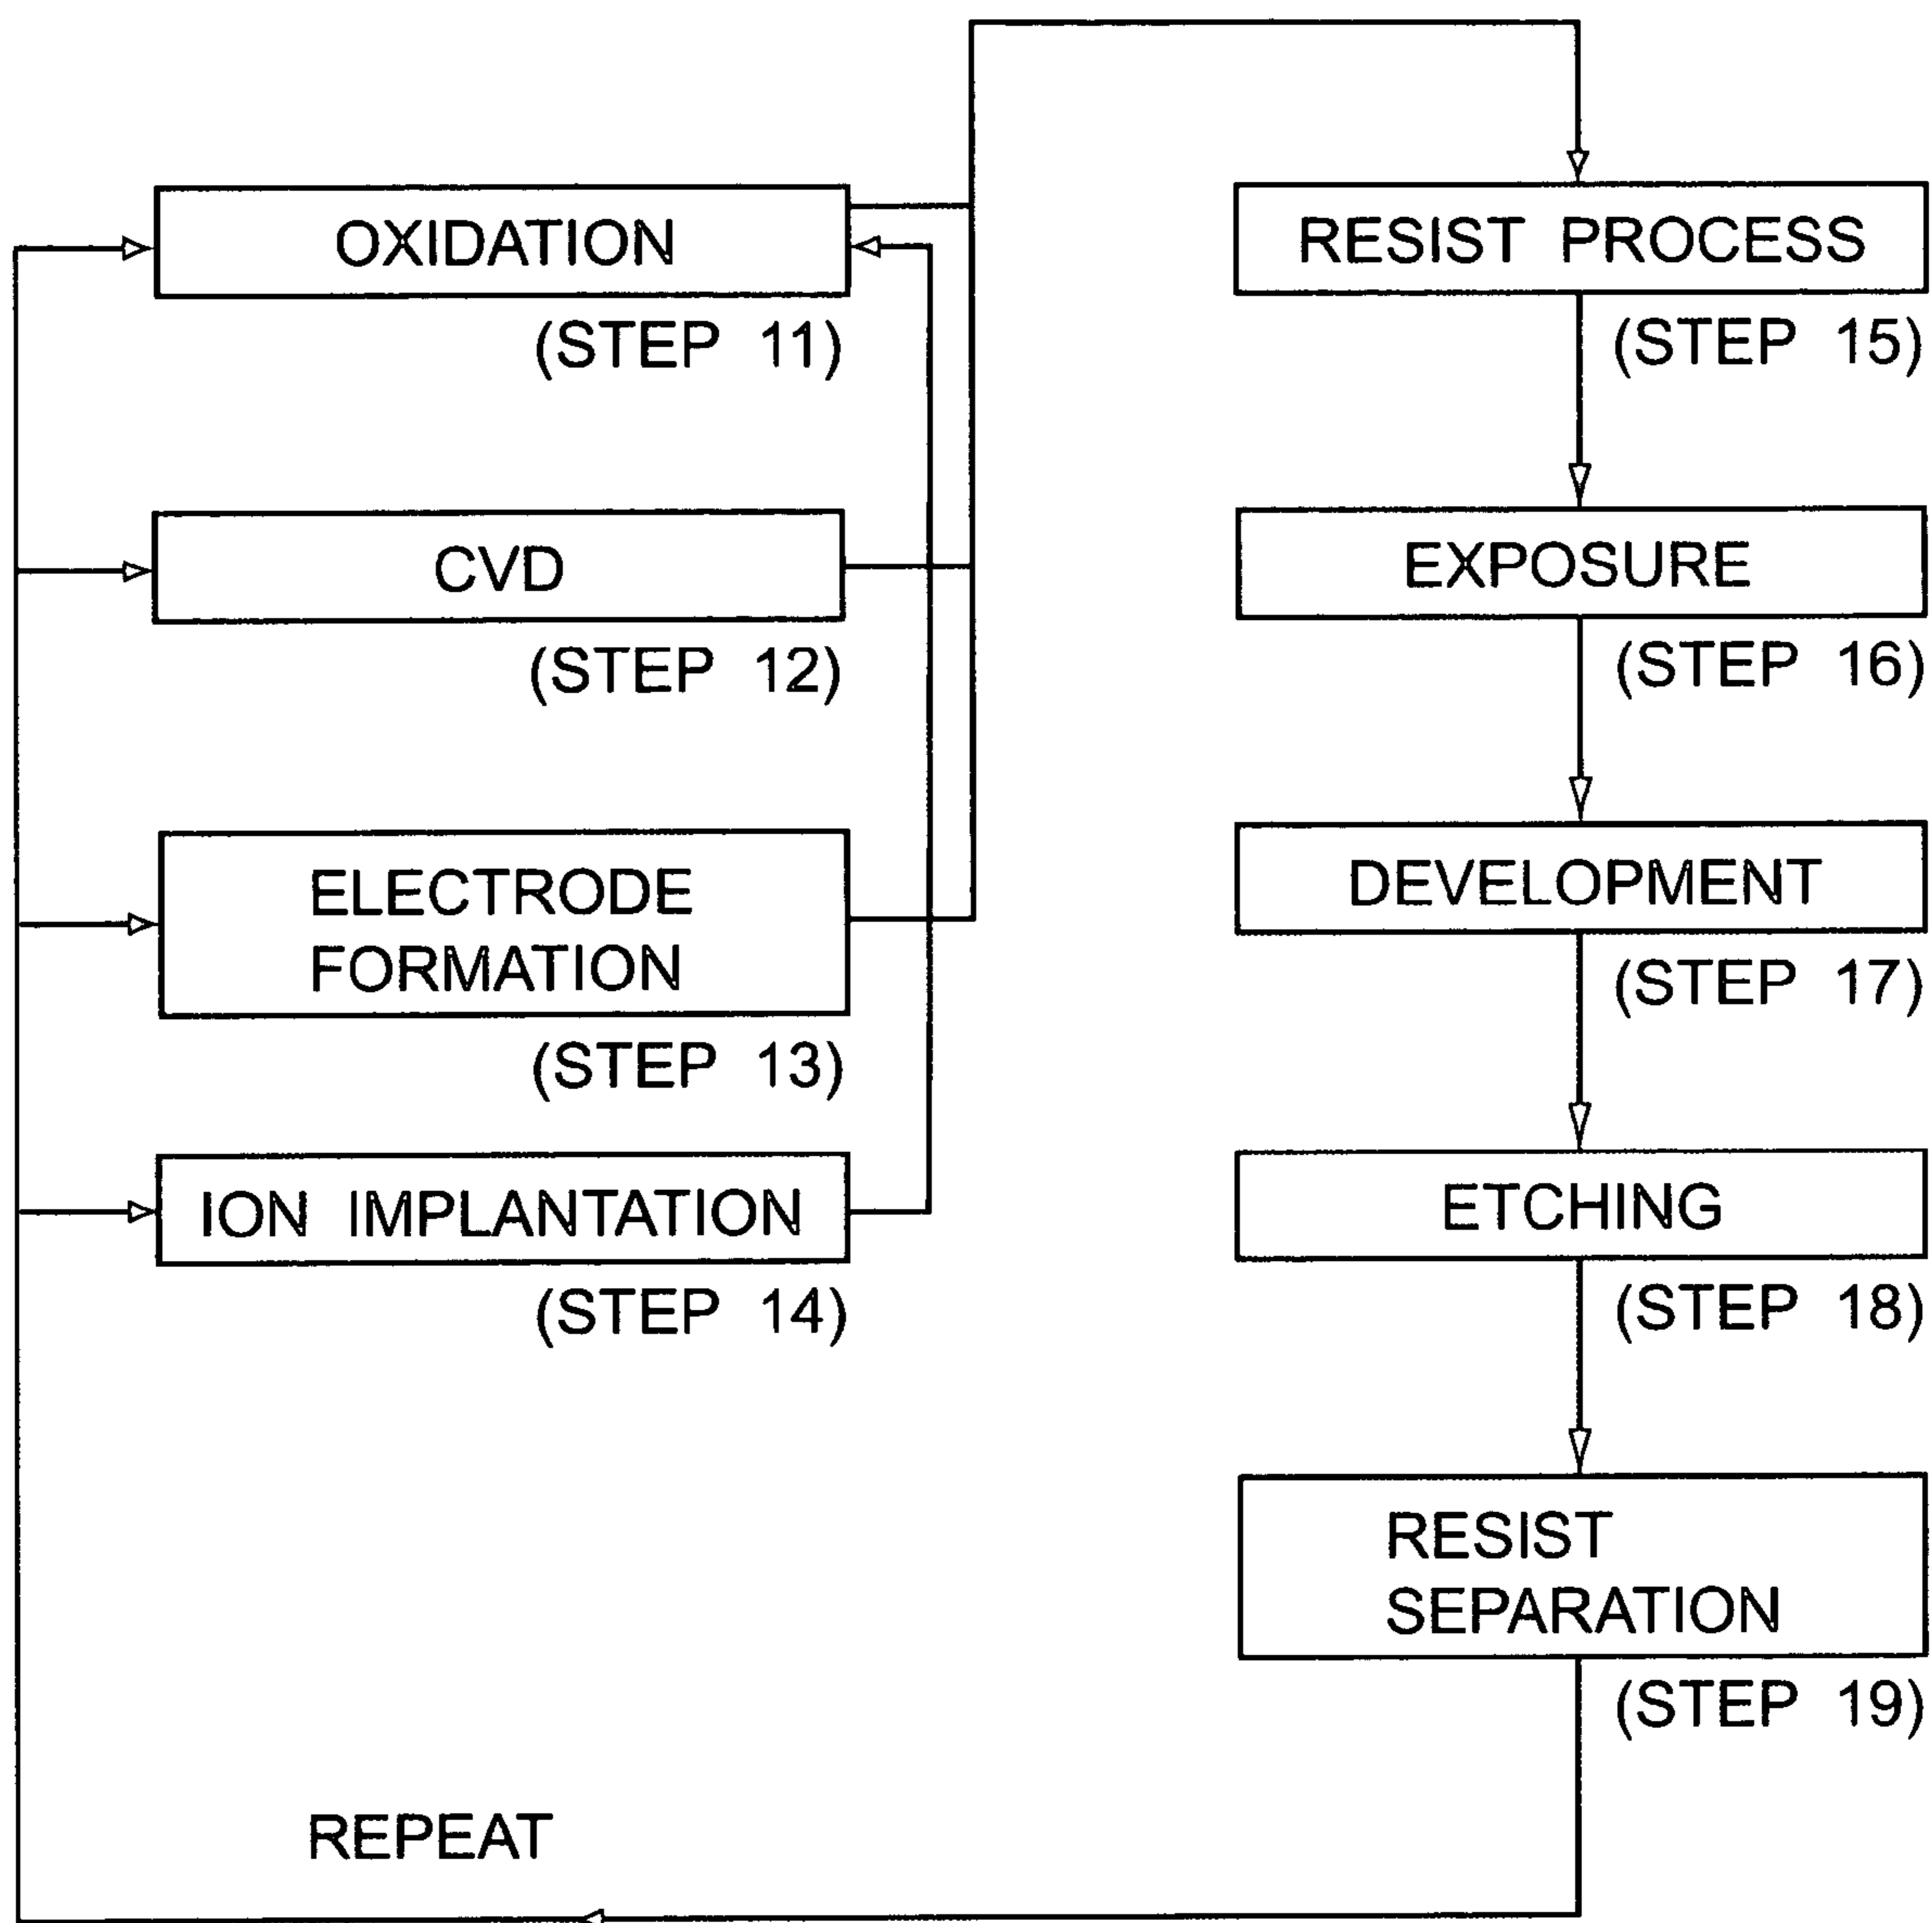 OXIDATION
(STEP 11)
CVD
(STEP 12)
ELECTRODE
FORMATION
(STEP 13)
ION IMPLANTATION
(STEP 14)
RESIST PROCESS
(STEP 15)
EXPOSURE
(STEP 16)
DEVELOPMENT
(STEP 17)
ETCHING
(STEP 18)
RESIST
SEPARATION
(STEP 19)
REPEAT